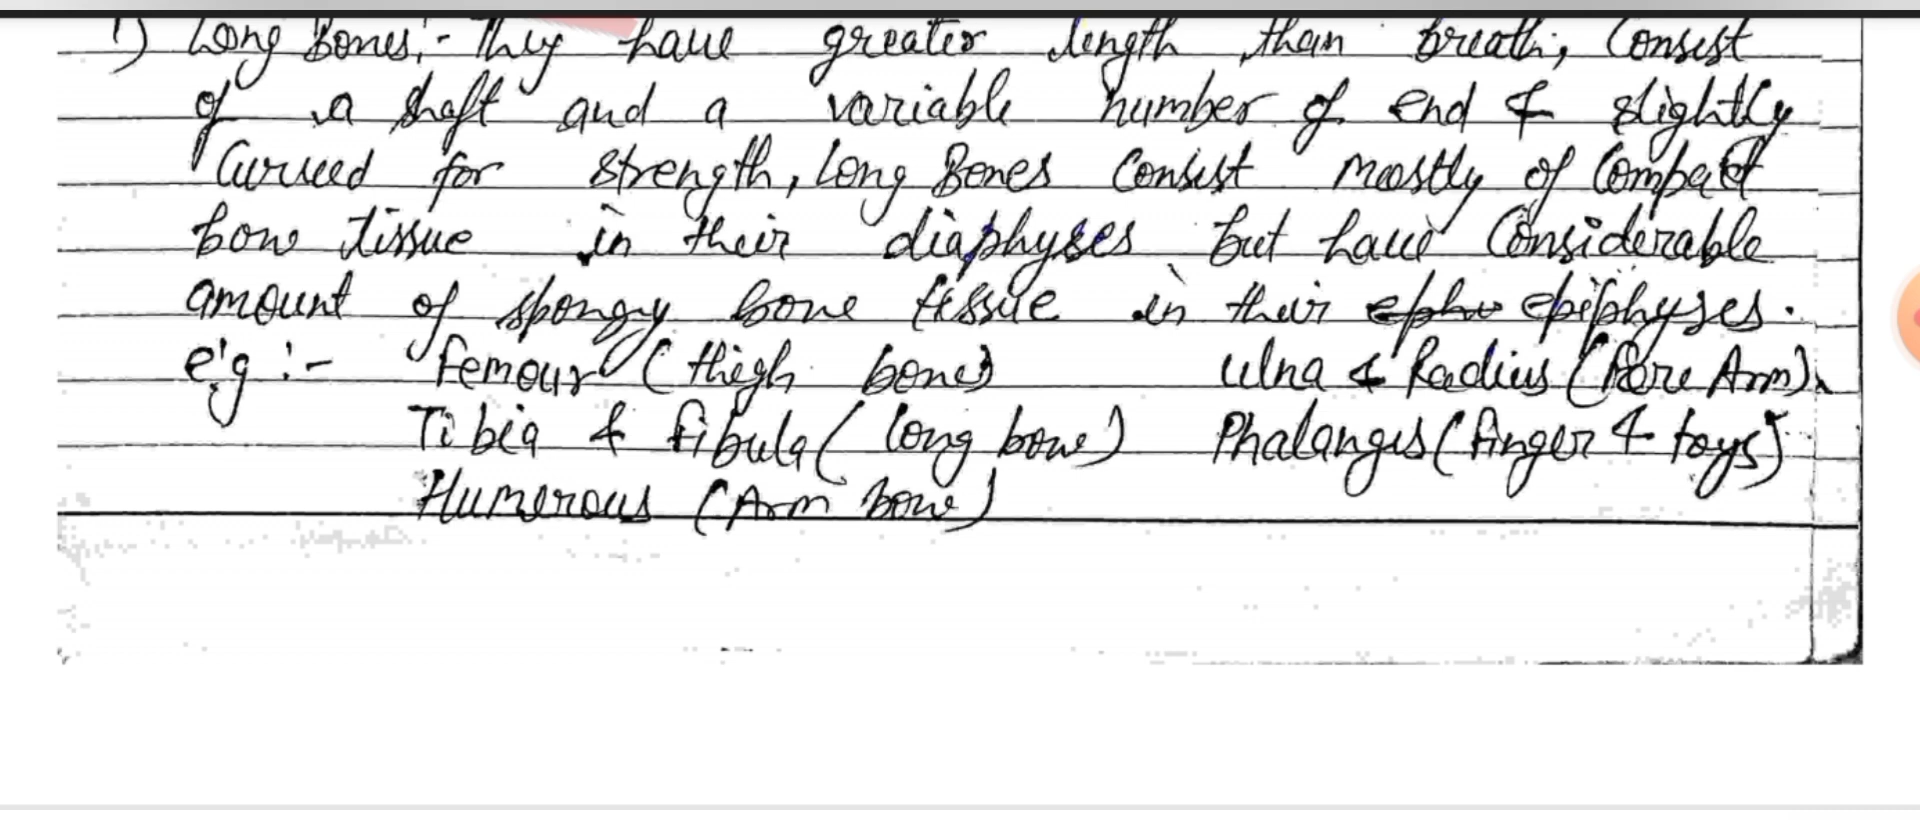 1) Long Bones:- They have greater length than breath, Consist
of a shaft and a variable number of end & slightly
Curved for strength, Long Bones Consist mostly of Compact
bone tissue in their diaphyses but have Considerable
amount of spongy bone tissue in their epiphyses.
e.g :- Femour (thigh bone) Ulna & Radius (Fore Arm).
Tibia & Fibula (long bone) Phalanges (finger & toys)
Humerous (Arm bone)